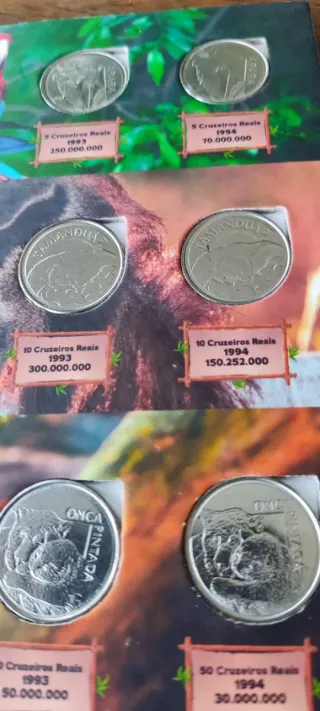 5 Cruzeiros Reais
1993
250.000.000
5 Cruzeiros Reais
1994
70.000.000
TAMANDUÁ
TAMANDUÁ
10 Cruzeiros Reais
1993
300.000.000
10 Cruzeiros Reais
1994
150.252.000
ONÇA
PINTADA
ONÇA
PINTADA
0 Cruzeiros Reais
1993
50.000.000
50 Cruzeiros Reais
1994
30.000.000